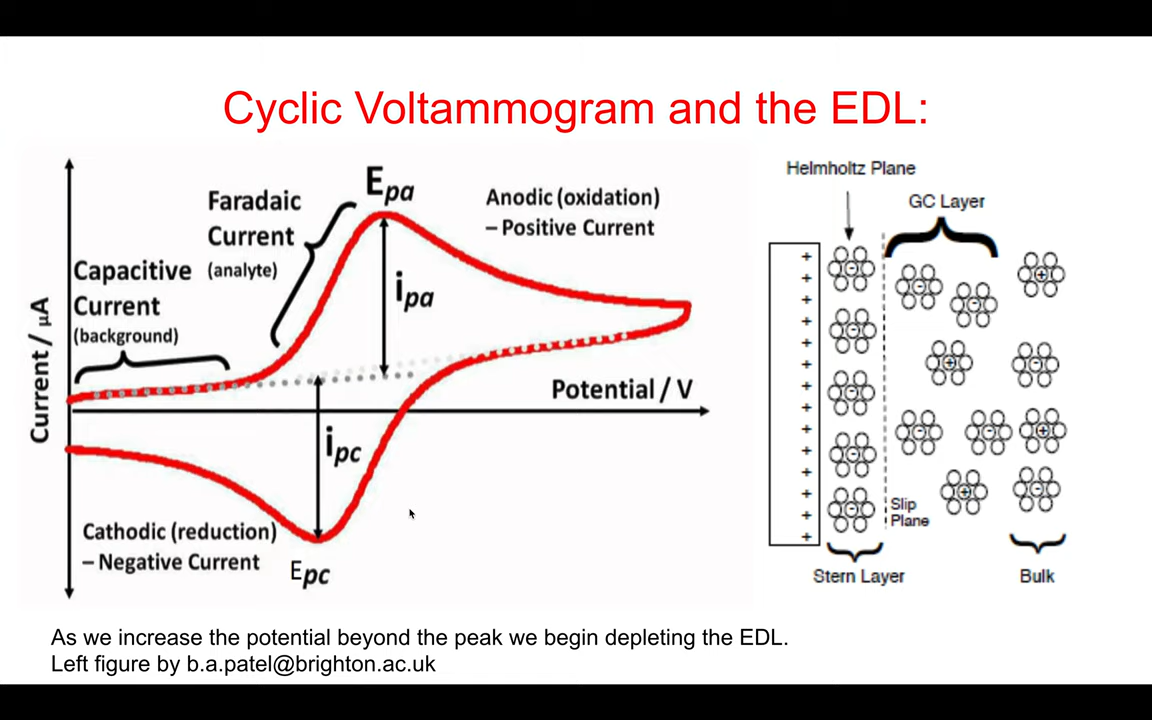 Cyclic Voltammogram and the EDL:
Current / µA
Capacitive
Current
(background)
Faradaic
Current
(analyte)
Epa
ipa
Anodic (oxidation)
– Positive Current
Potential / V
ipc
Cathodic (reduction)
– Negative Current
Epc
Helmholtz Plane
GC Layer
Slip
Plane
Stern Layer
Bulk
As we increase the potential beyond the peak we begin depleting the EDL.
Left figure by b.a.patel@brighton.ac.uk